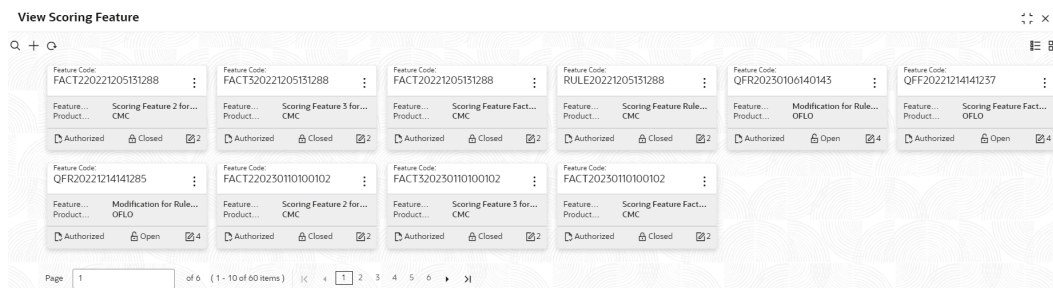 View Scoring Feature
Feature Code: Feature Code: Feature Code: Feature Code: Feature Code: Feature Code:
FACT220221205131288 FACT320221205131288 FACT20221205131288 RULE20221205131288 QFR20230106140143 QFF20221214141237
Feature... Scoring Feature 2 for... Feature... Scoring Feature 3 for... Feature... Scoring Feature Fact... Feature... Scoring Feature Rule... Feature... Modification for Rule... Feature... Scoring Feature Fact...
Product... CMC Product... CMC Product... CMC Product... CMC Product... OFLO Product... OFLO
Authorized Closed 2 Authorized Closed 2 Authorized Closed 2 Authorized Closed 2 Authorized Open 4 Authorized Open 4
Feature Code: Feature Code: Feature Code: Feature Code:
QFR20221214141285 FACT220230110100102 FACT320230110100102 FACT20230110100102
Feature... Modification for Rule... Feature... Scoring Feature 2 for... Feature... Scoring Feature 3 for... Feature... Scoring Feature Fact...
Product... OFLO Product... CMC Product... CMC Product... CMC
Authorized Open 4 Authorized Closed 2 Authorized Closed 2 Authorized Closed 2
Page 1 of 6 (1 - 10 of 60 items) 1 2 3 4 5 6